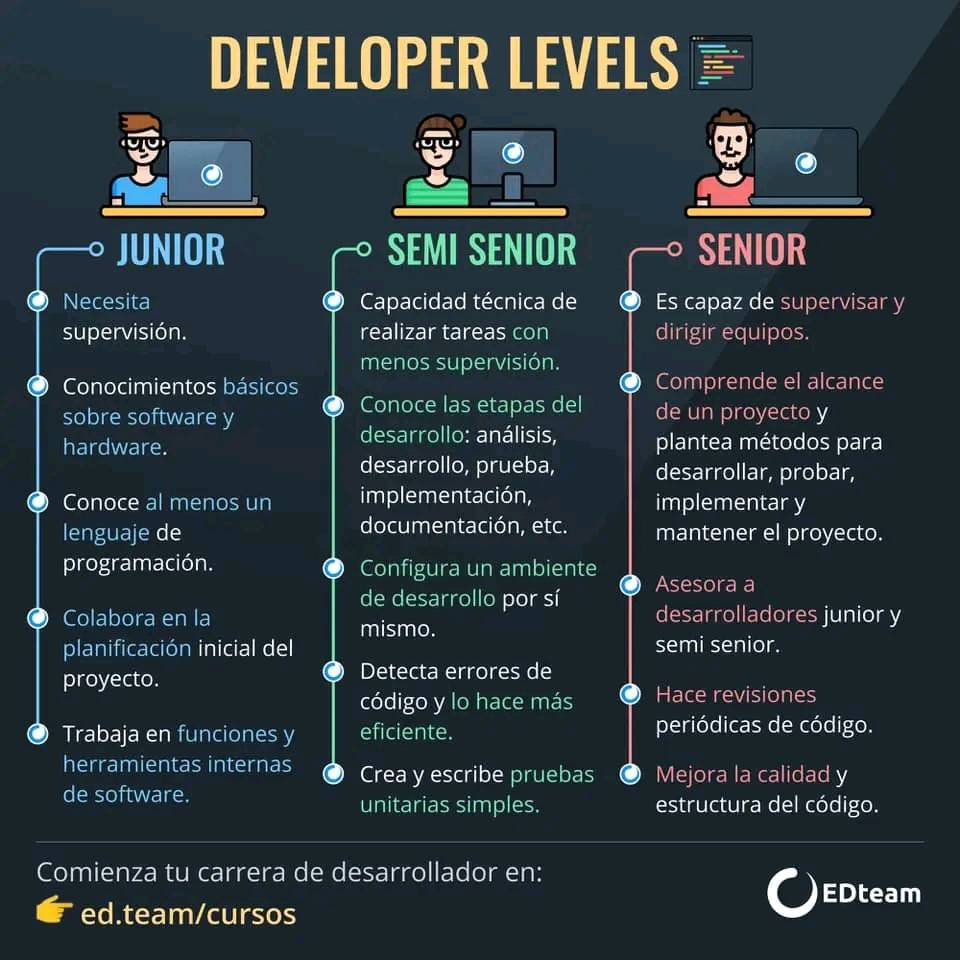 DEVELOPER LEVELS
JUNIOR
Necesita
supervisión.
Conocimientos básicos
sobre software y
hardware.
Conoce al menos un
lenguaje de
programación.
Colabora en la
planificación inicial del
proyecto.
Trabaja en funciones y
herramientas internas
de software.
SEMI SENIOR
Capacidad técnica de
realizar tareas con
menos supervisión.
Conoce las etapas del
desarrollo: análisis,
desarrollo, prueba,
implementación,
documentación, etc.
Configura un ambiente
de desarrollo por sí
mismo.
Detecta errores de
código y lo hace más
eficiente.
Crea y escribe pruebas
unitarias simples.
SENIOR
Es capaz de supervisar y
dirigir equipos.
Comprende el alcance
de un proyecto y
plantea métodos para
desarrollar, probar,
implementar y
mantener el proyecto.
Asesora a
desarrolladores junior y
semi senior.
Hace revisiones
periódicas de código.
Mejora la calidad y
estructura del código.
Comienza tu carrera de desarrollador en:
👉 ed.team/cursos
EDteam